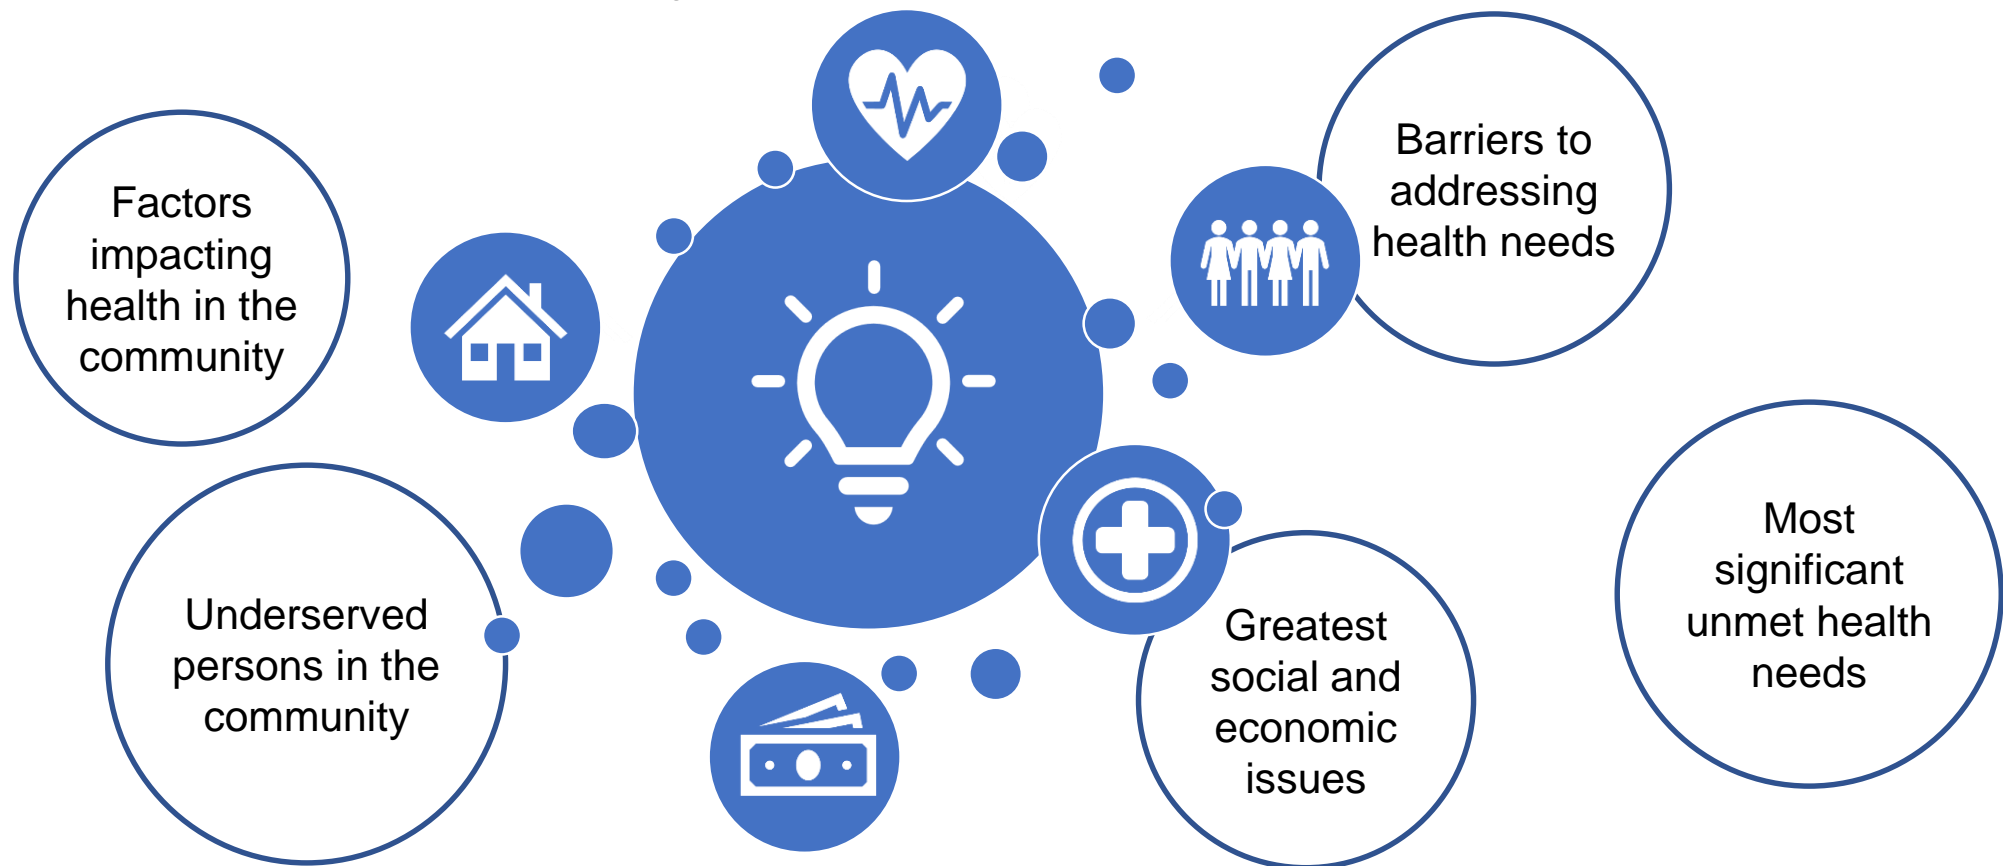 Factors
impacting
health in the
community
Barriers to
addressing
health needs
Underserved
persons in the
community
Greatest
social and
economic
issues
Most
significant
unmet health
needs